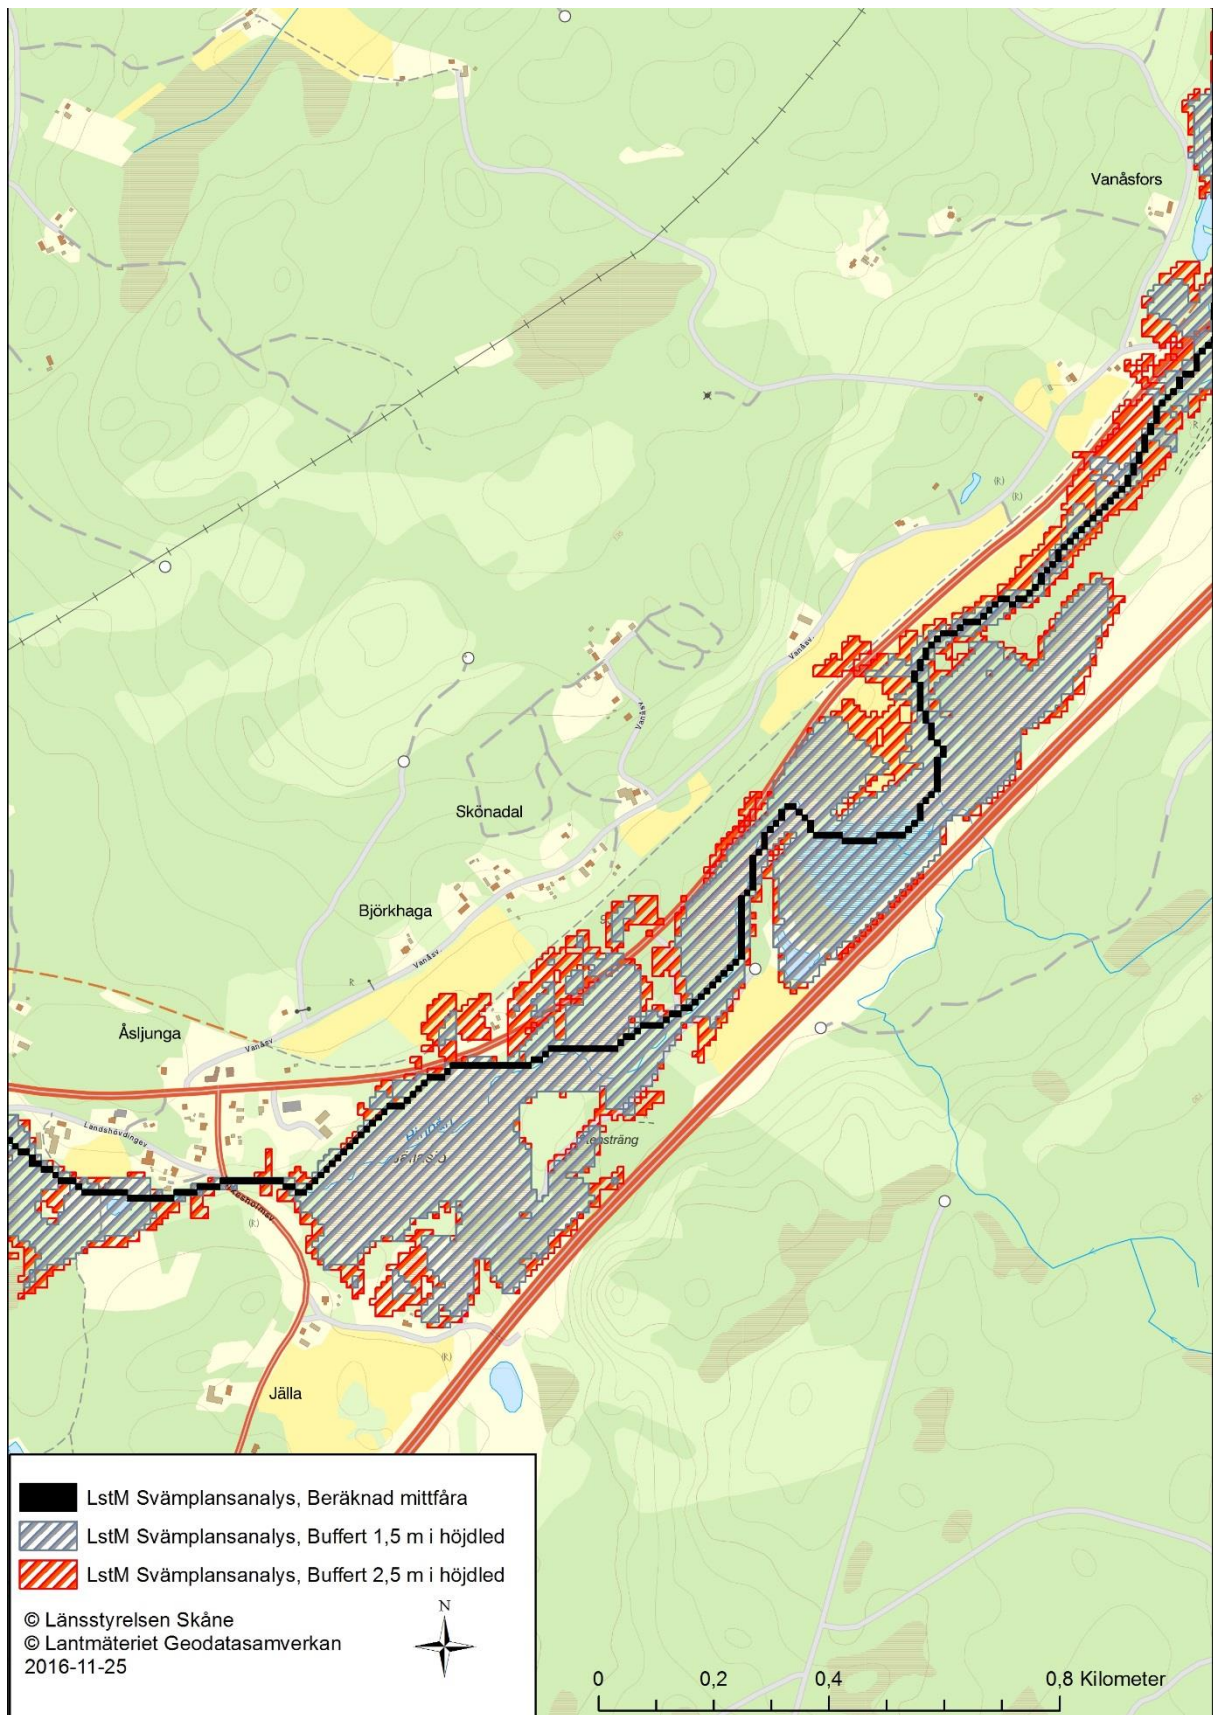 Vanåsfors
R
(R)
(R)
Vanåsv.
Vanåsv.
Skönadal
Björkhaga
Vanåsv.
R
Åsljunga
Vanåsv.
Landshövdingev.
Pinnån
(R)
(R)
Jälla
LstM Svämplansanalys, Beräknad mittfåra
LstM Svämplansanalys, Buffert 1,5 m i höjdled
LstM Svämplansanalys, Buffert 2,5 m i höjdled
© Länsstyrelsen Skåne
© Lantmäteriet Geodatasamverkan
2016-11-25
N
0 0,2 0,4 0,8 Kilometer